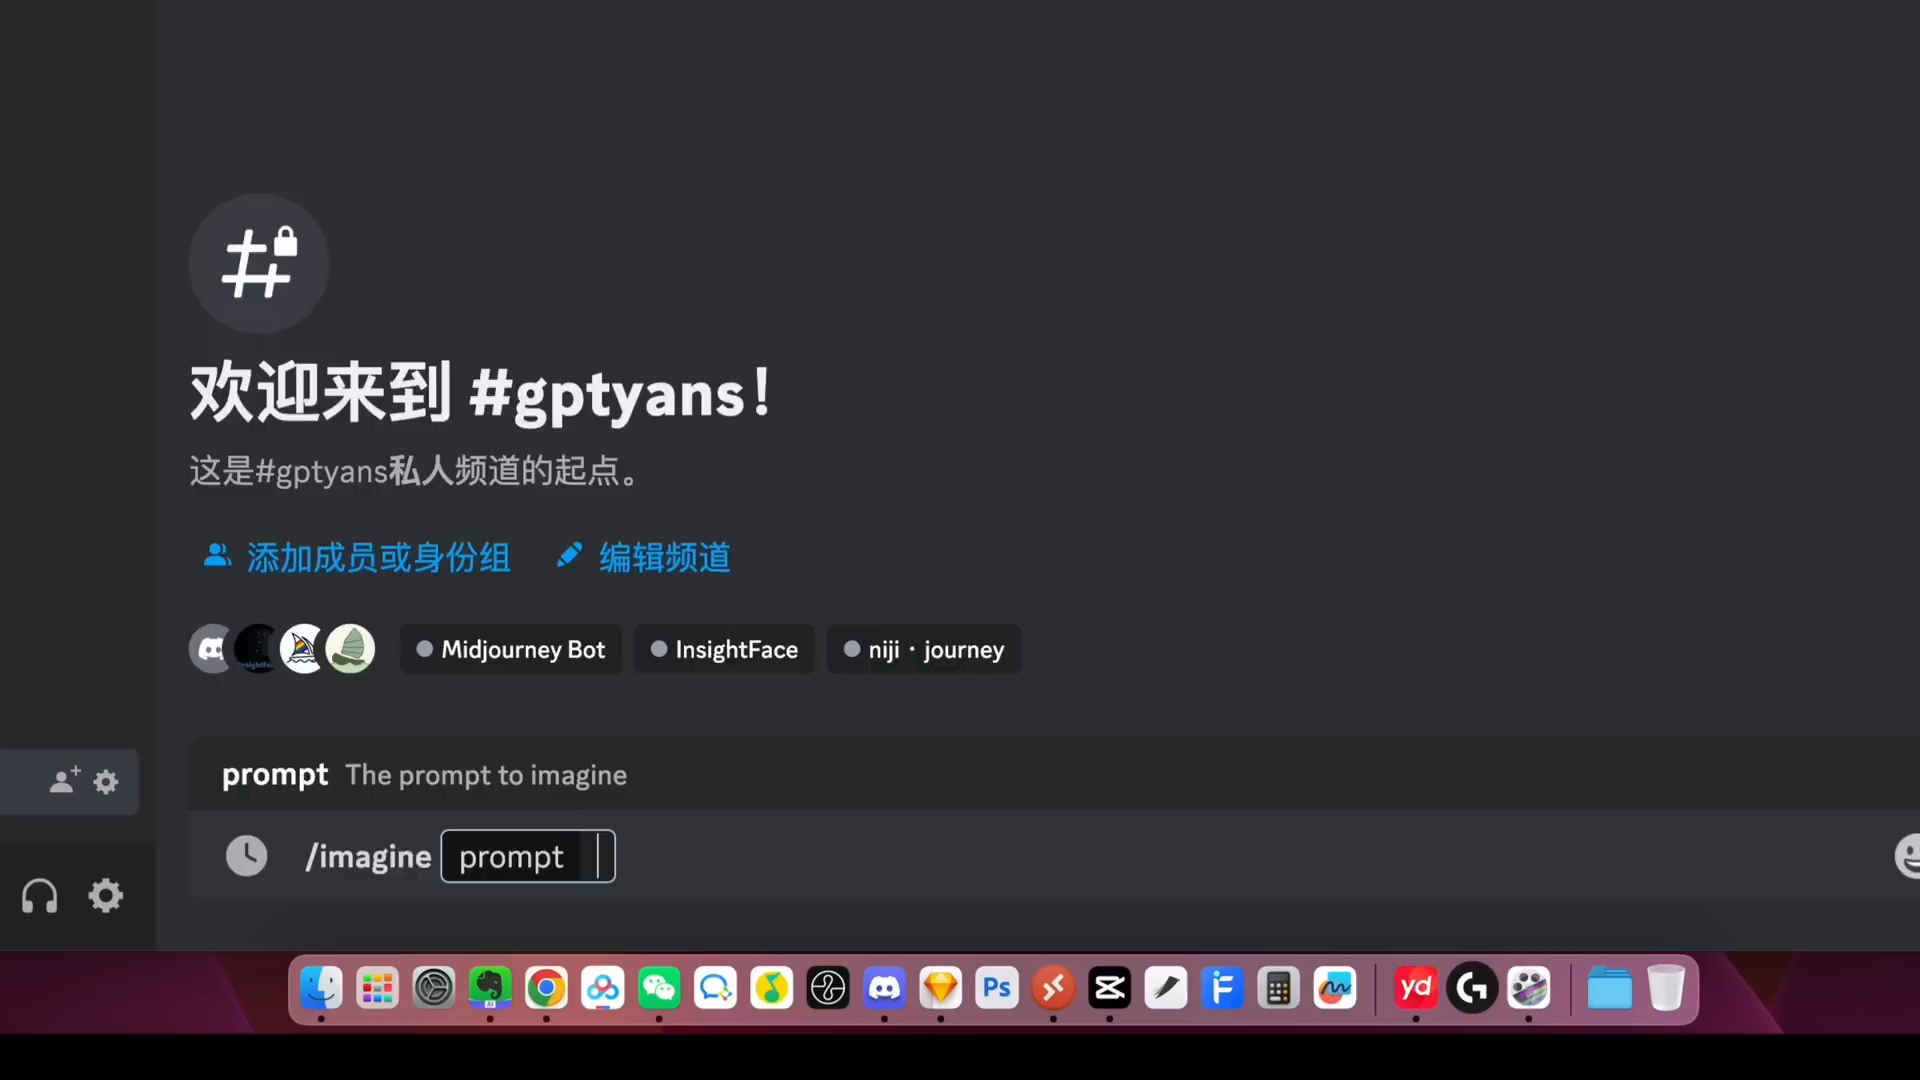 欢迎来到 #gptyans！
这是#gptyans私人频道的起点。
添加成员或身份组 编辑频道
Midjourney Bot InsightFace niji・journey
prompt The prompt to imagine
/imagine prompt
Ps yd